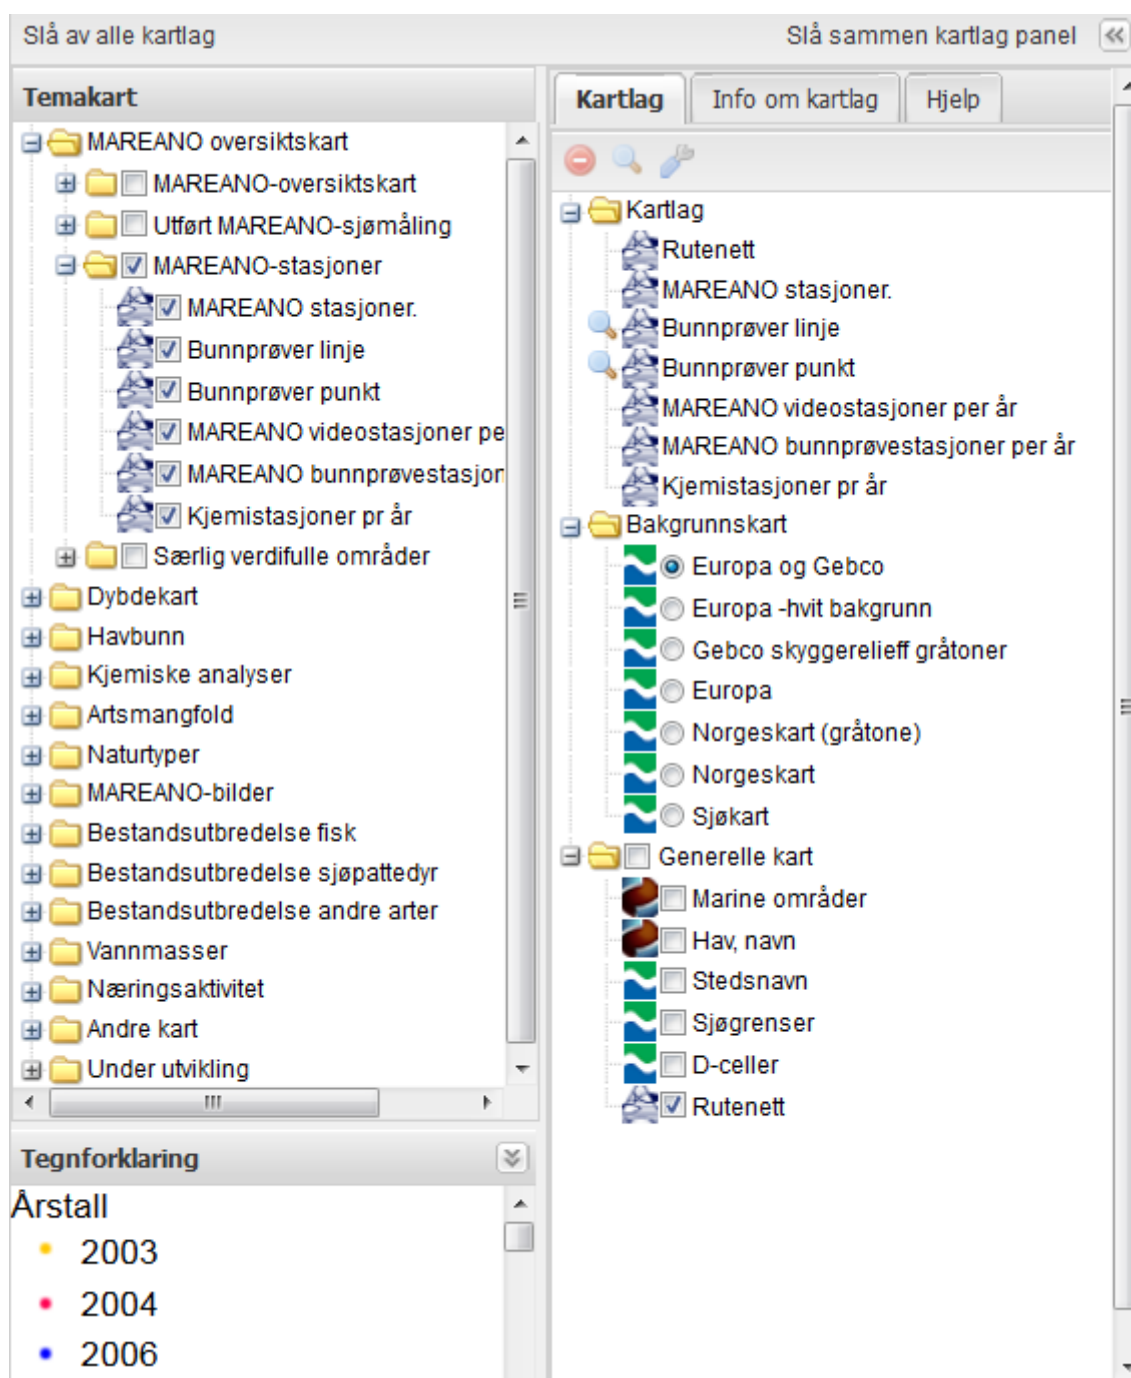 Slå av alle kartlag
Slå sammen kartlag panel
Temakart
MAREANO oversiktskart
MAREANO-oversiktskart
Utført MAREANO-sjømåling
MAREANO-stasjoner
MAREANO stasjoner.
Bunnprøver linje
Bunnprøver punkt
MAREANO videostasjoner pe
MAREANO bunnprøvestasjon
Kjemistasjoner pr år
Særlig verdifulle områder
Dybdekart
Havbunn
Kjemiske analyser
Artsmangfold
Naturtyper
MAREANO-bilder
Bestandsutbredelse fisk
Bestandsutbredelse sjøpattedyr
Bestandsutbredelse andre arter
Vannmasser
Næringsaktivitet
Andre kart
Under utvikling
Tegnforklaring
Årstall
2003
2004
2006
Kartlag
Info om kartlag
Hjelp
Kartlag
Rutenett
MAREANO stasjoner.
Bunnprøver linje
Bunnprøver punkt
MAREANO videostasjoner per år
MAREANO bunnprøvestasjoner per år
Kjemistasjoner pr år
Bakgrunnskart
Europa og Gebco
Europa -hvit bakgrunn
Gebco skyggerelieff gråtoner
Europa
Norgeskart (gråtone)
Norgeskart
Sjøkart
Generelle kart
Marine områder
Hav, navn
Stedsnavn
Sjøgrenser
D-celler
Rutenett